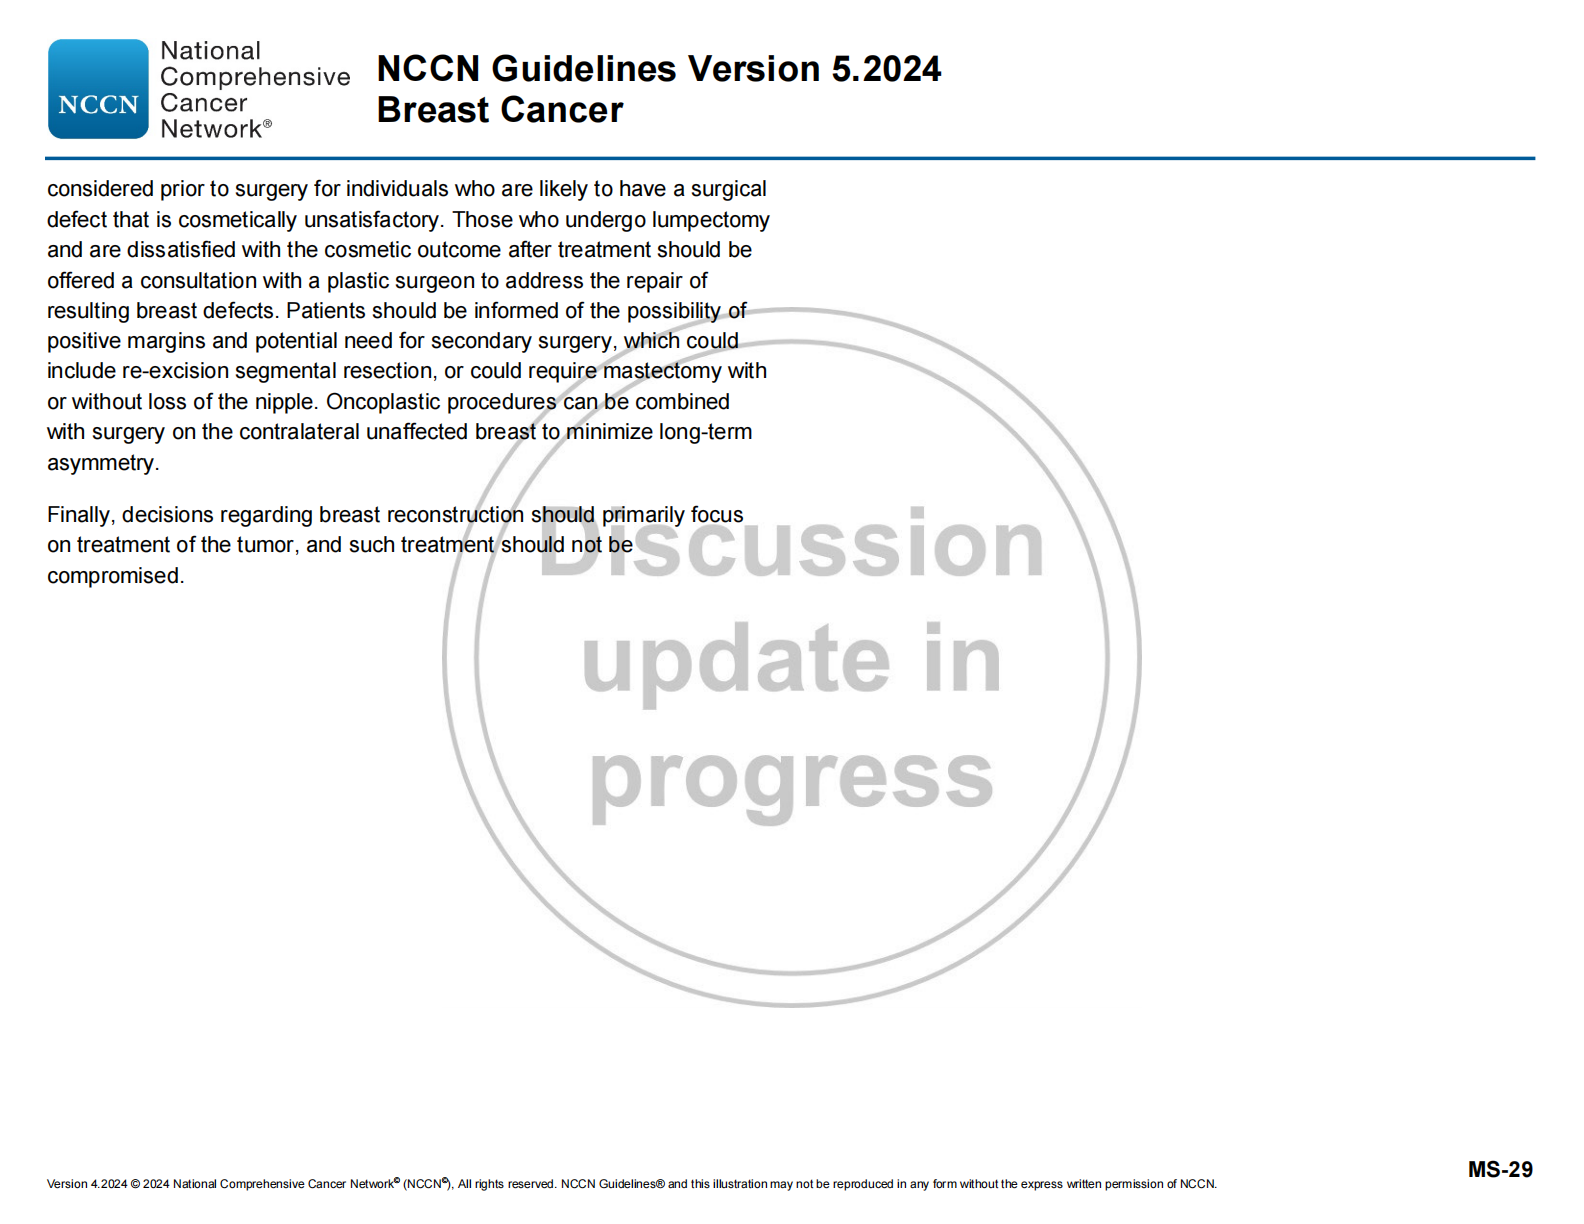 NCCN
National
Comprehensive
Cancer
Network®
NCCN Guidelines Version 5.2024
Breast Cancer
considered prior to surgery for individuals who are likely to have a surgical
defect that is cosmetically unsatisfactory. Those who undergo lumpectomy
and are dissatisfied with the cosmetic outcome after treatment should be
offered a consultation with a plastic surgeon to address the repair of
resulting breast defects. Patients should be informed of the possibility of
positive margins and potential need for secondary surgery, which could
include re-excision segmental resection, or could require mastectomy with
or without loss of the nipple. Oncoplastic procedures can be combined
with surgery on the contralateral unaffected breast to minimize long-term
asymmetry.
Finally, decisions regarding breast reconstruction should primarily focus
on treatment of the tumor, and such treatment should not be
compromised.
Discussion
update in
progress
MS-29
Version 4.2024 © 2024 National Comprehensive Cancer Network© (NCCN©), All rights reserved. NCCN Guidelines® and this illustration may not be reproduced in any form without the express written permission of NCCN.